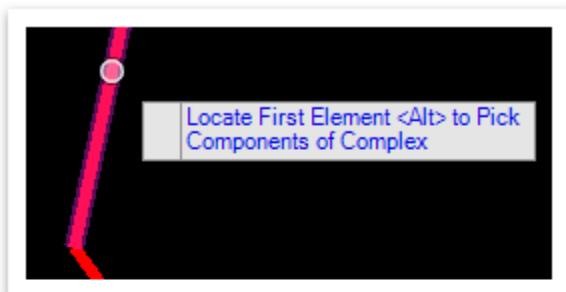 Locate First Element <Alt> to Pick
Components of Complex